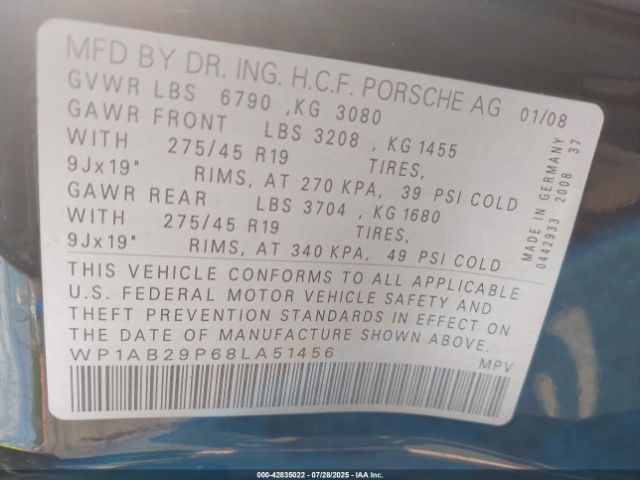 MFD BY DR. ING. H.C.F. PORSCHE AG 01/08
GVWR LBS 6790 ,KG 3080
GAWR FRONT LBS 3208 , KG 1455
WITH 275/45 R19 TIRES,
9Jx19" RIMS, AT 270 KPA, 39 PSI COLD
GAWR REAR LBS 3704 , KG 1680
WITH 275/45 R19 TIRES,
9Jx19" RIMS, AT 340 KPA, 49 PSI COLD
THIS VEHICLE CONFORMS TO ALL APPLICABLE
U.S. FEDERAL MOTOR VEHICLE SAFETY AND
THEFT PREVENTION STANDARDS IN EFFECT ON
THE DATE OF MANUFACTURE SHOWN ABOVE.
WP1AB29P68LA51456 MPV
MADE IN GERMANY
0442933 2008 37
000-42835022 | 07/28/2025 | IAA Inc.